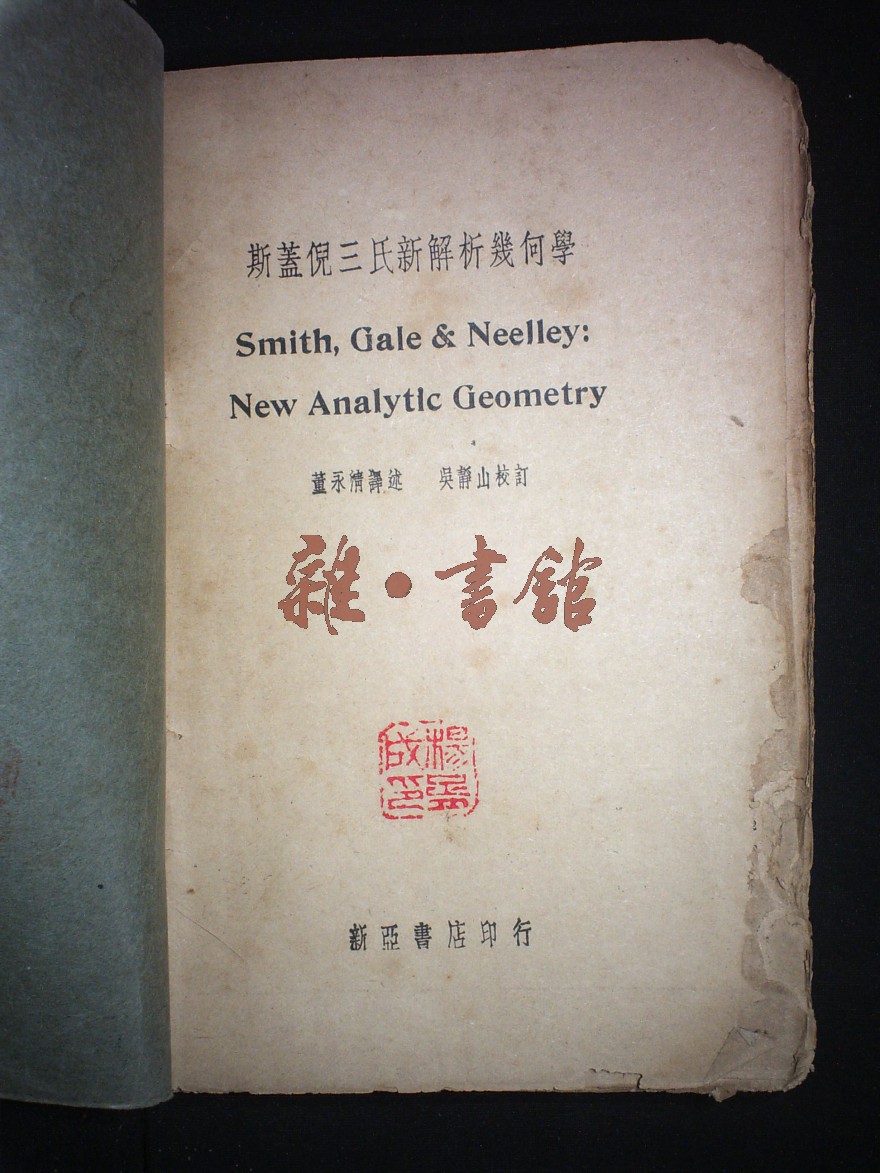 斯蓋倪三氏新解析幾何學
Smith, Gale & Neelley:
New Analytic Geometry
董永清譯述 吳靜山校訂
雜·書館
新亞書店印行